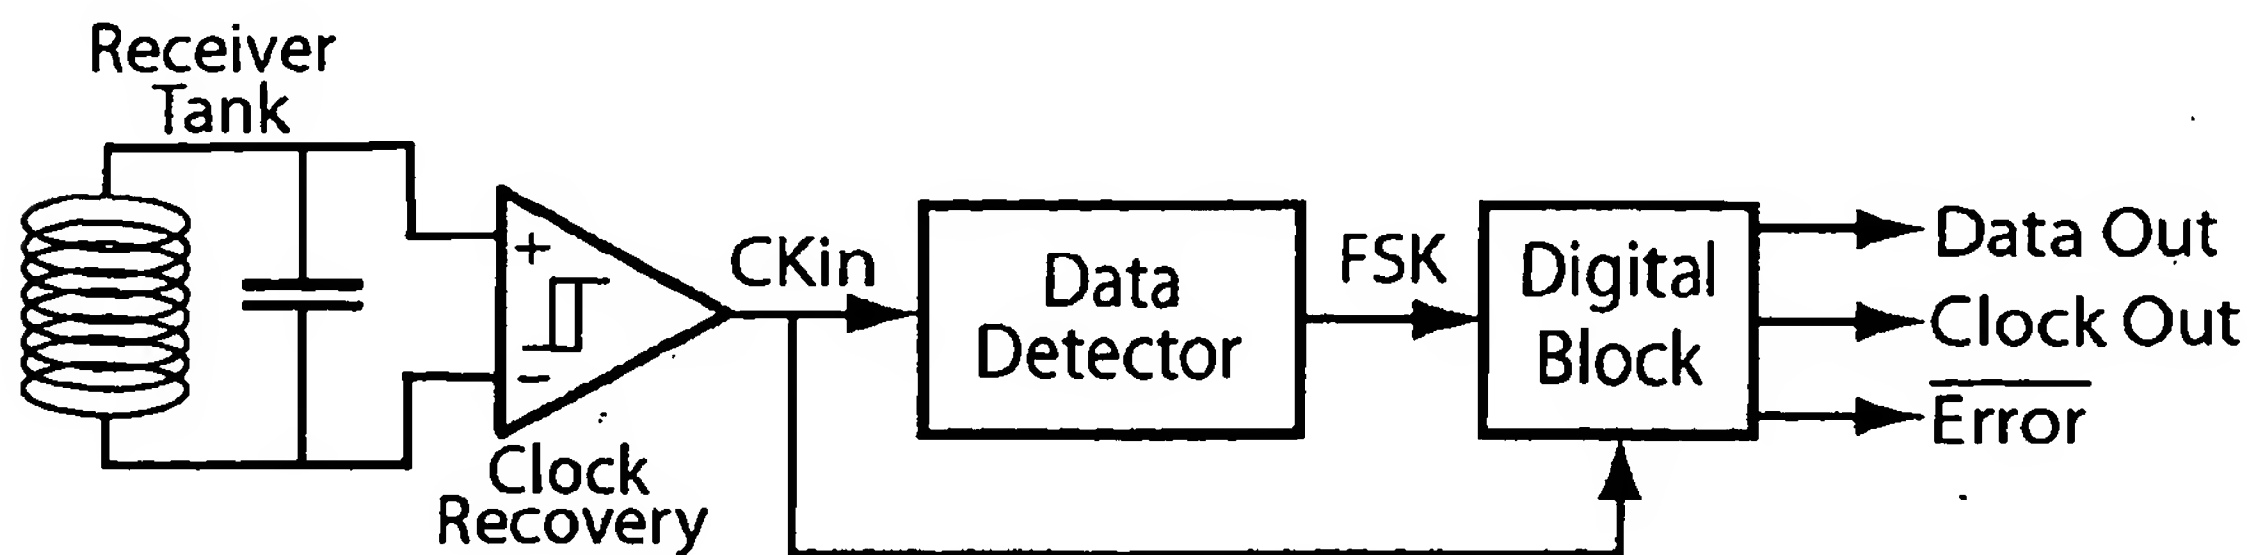 Receiver
Tank
+
−
Clock
Recovery
CKin
Data
Detector
FSK
Digital
Block
Data Out
Clock Out
Error